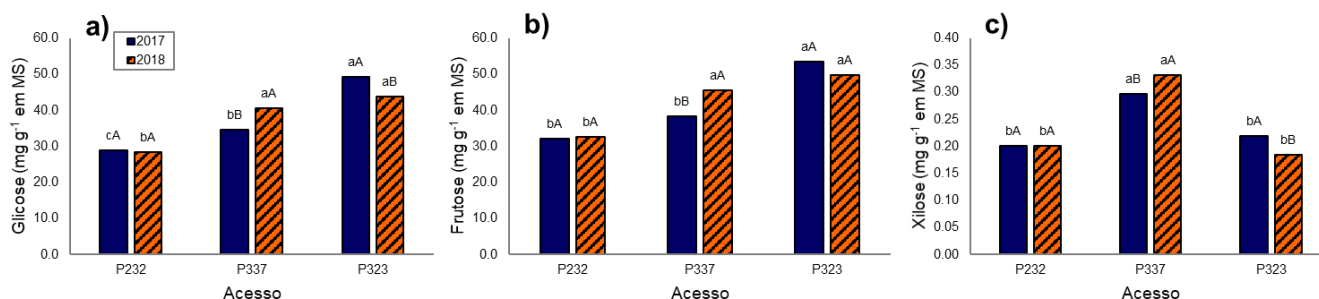 a)
2017
2018
Glicose (mg g⁻¹ em MS)
60.0
50.0
40.0
30.0
20.0
10.0
0.0
cA bA bB aA aA aB
P232 P337 P323
Acesso
b)
Frutose (mg g⁻¹ em MS)
60.0
50.0
40.0
30.0
20.0
10.0
0.0
bA bA bB aA aA aA
P232 P337 P323
Acesso
c)
Xilose (mg g⁻¹ em MS)
0.40
0.35
0.30
0.25
0.20
0.15
0.10
0.05
0.00
bA bA aB aA bA bB
P232 P337 P323
Acesso